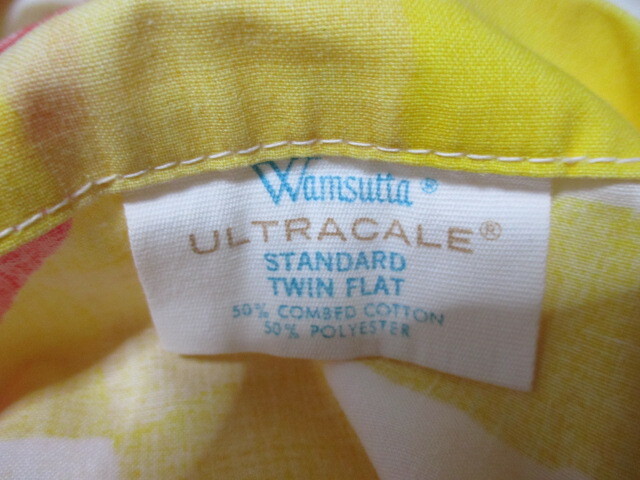 Wamsutta®
ULTRACALE®
STANDARD
TWIN FLAT
50% COMBED COTTON
50% POLYESTER